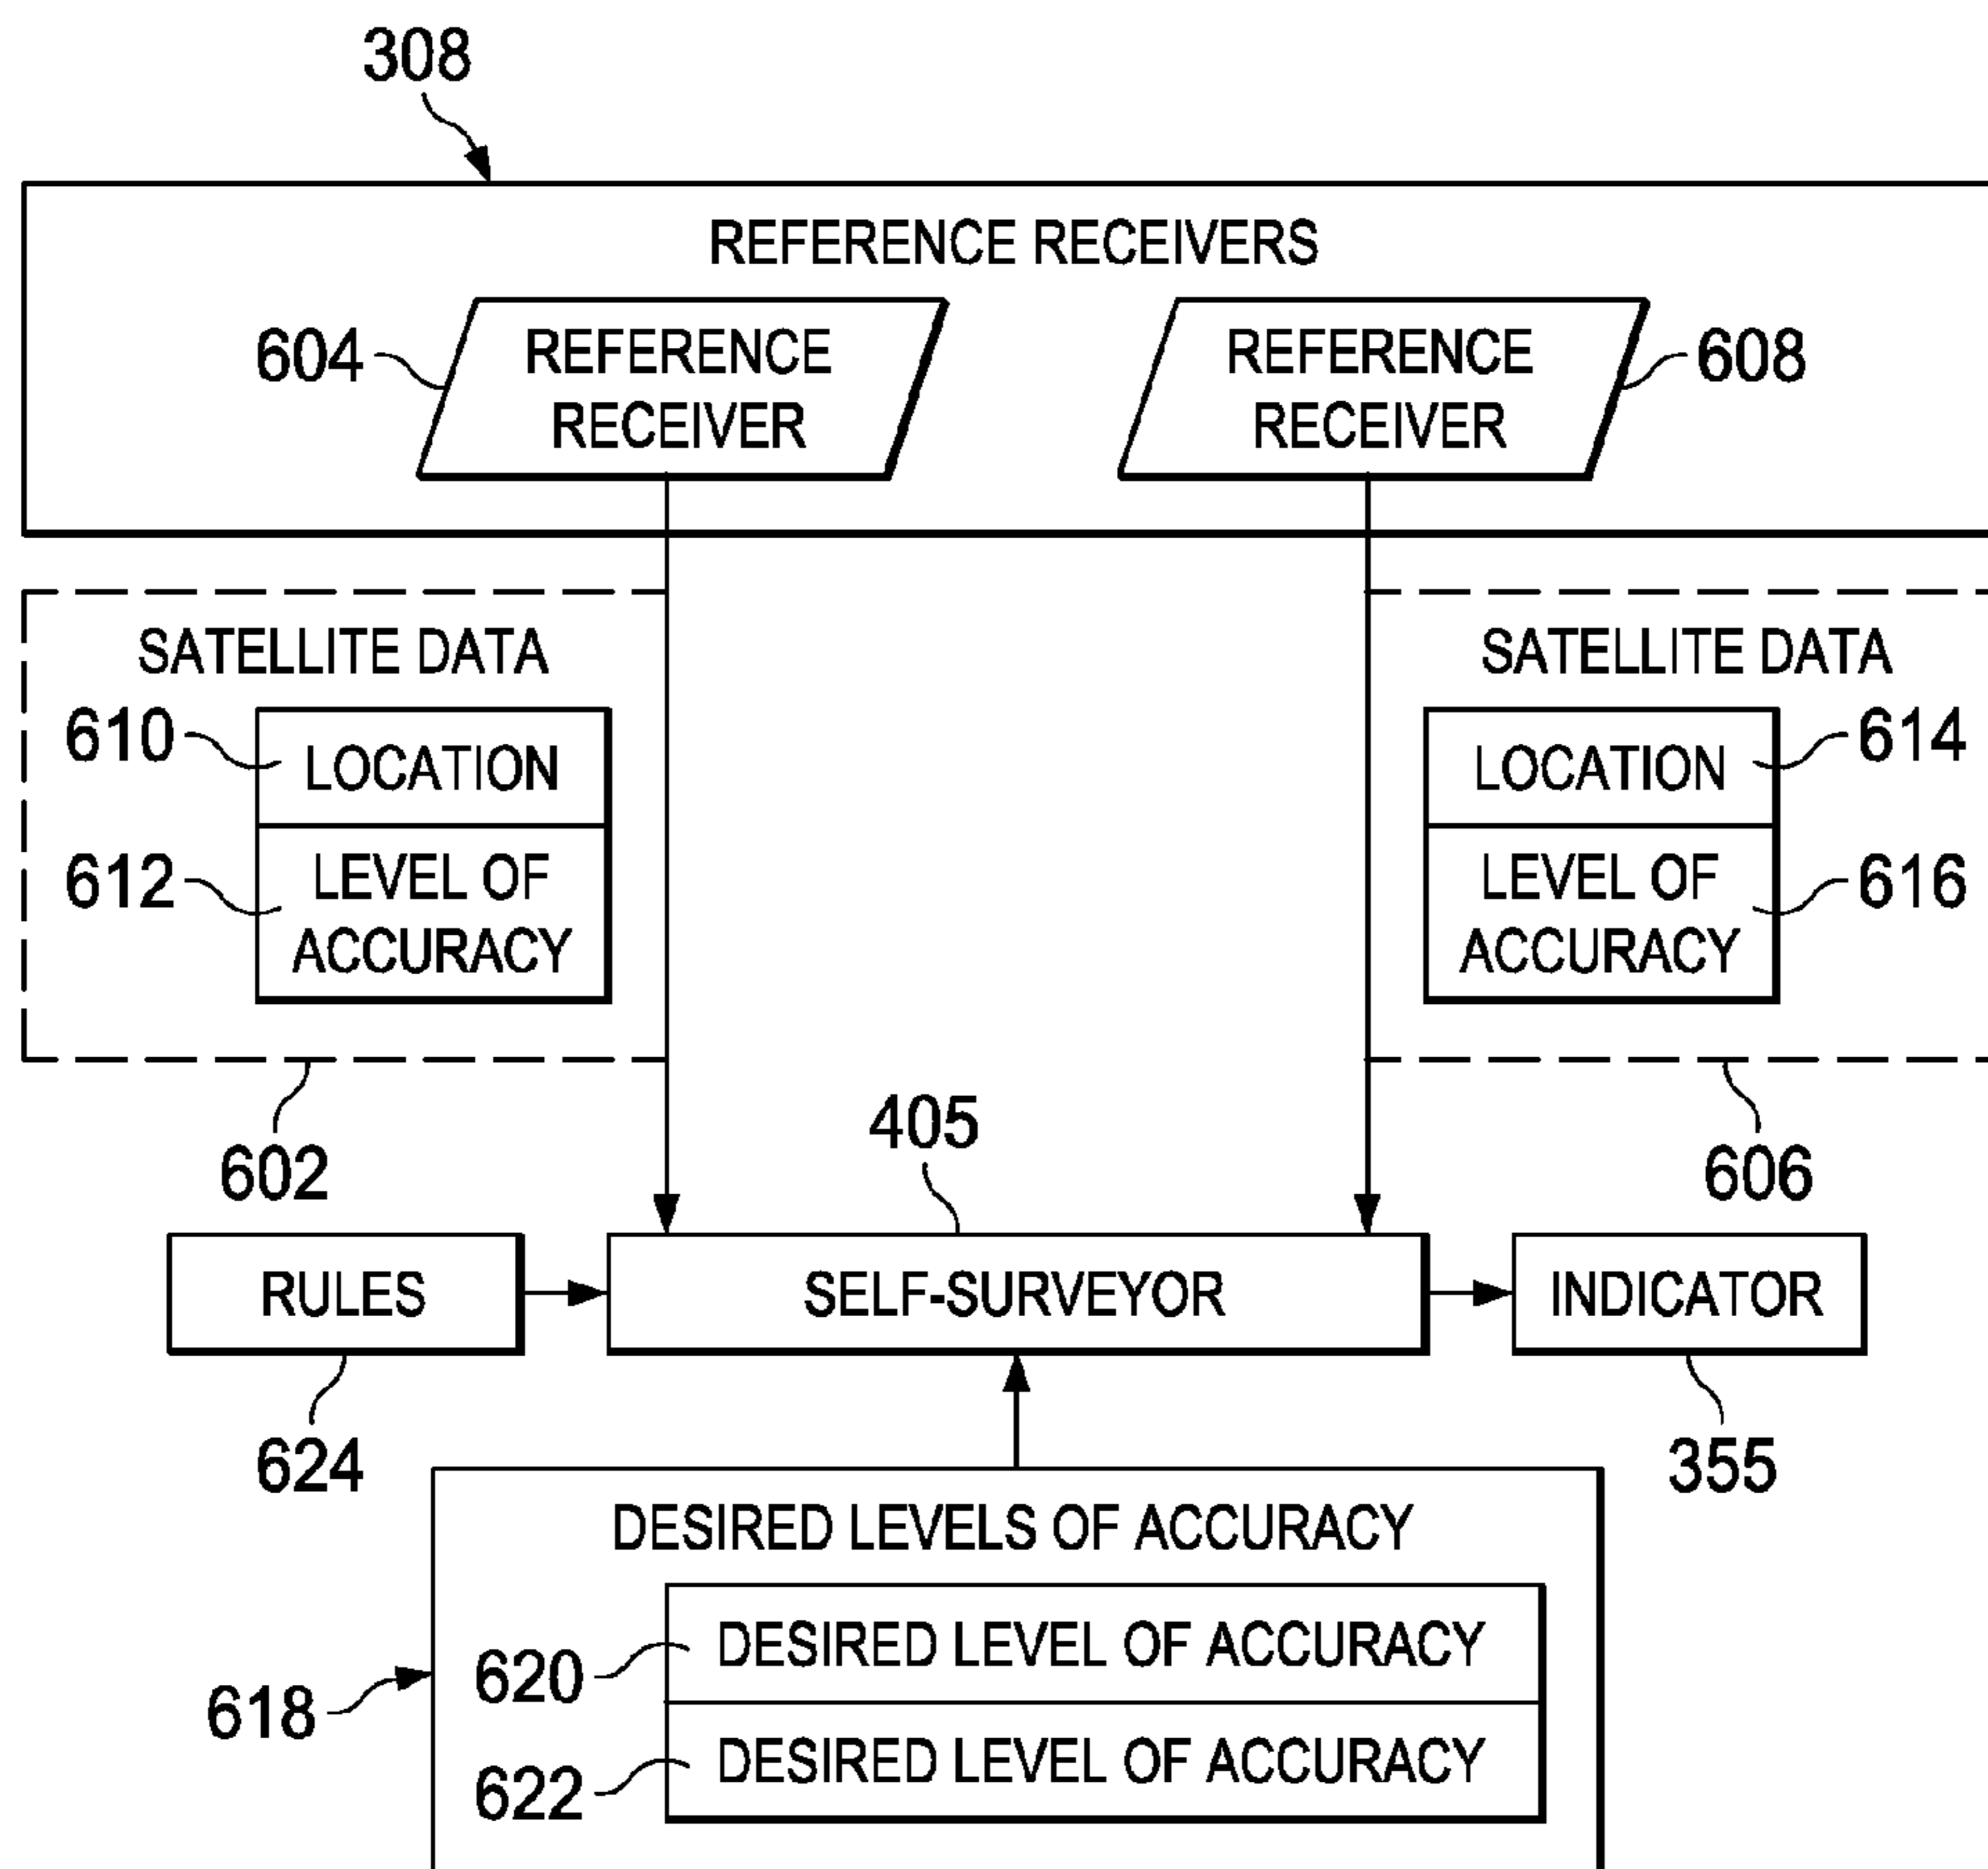 308
REFERENCE RECEIVERS
604
REFERENCE
RECEIVER
REFERENCE
RECEIVER
608
SATELLITE DATA
610
LOCATION
612
LEVEL OF
ACCURACY
602
SATELLITE DATA
LOCATION
614
LEVEL OF
ACCURACY
616
606
405
RULES
624
SELF-SURVEYOR
INDICATOR
355
DESIRED LEVELS OF ACCURACY
618
620
DESIRED LEVEL OF ACCURACY
622
DESIRED LEVEL OF ACCURACY